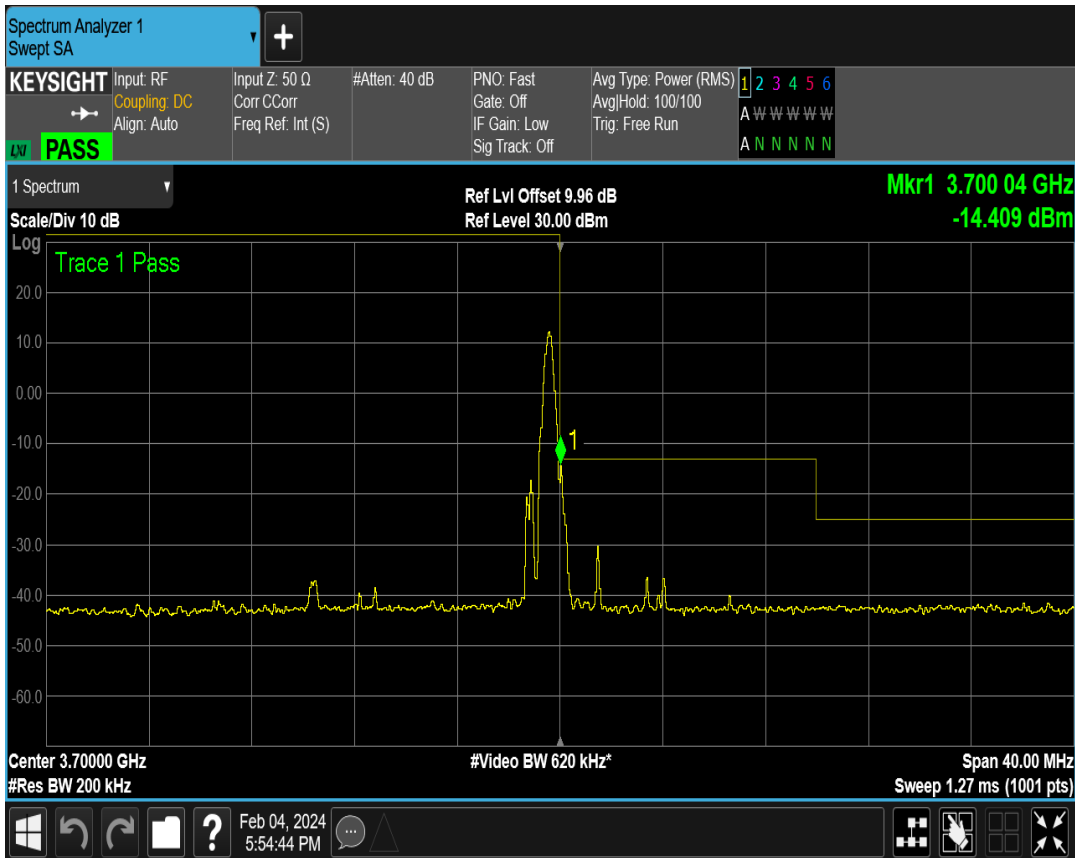 Spectrum Analyzer 1
Swept SA
+
KEYSIGHT
LXI PASS
Input: RF
Coupling: DC
Align: Auto
Input Z: 50 Ω
Corr CCorr
Freq Ref: Int (S)
#Atten: 40 dB
PNO: Fast
Gate: Off
IF Gain: Low
Sig Track: Off
Avg Type: Power (RMS)
Avg|Hold: 100/100
Trig: Free Run
1 2 3 4 5 6
A W W W W W
A N N N N N
1 Spectrum
Scale/Div 10 dB
Ref Lvl Offset 9.96 dB
Ref Level 30.00 dBm
Mkr1 3.700 04 GHz
-14.409 dBm
Log
Trace 1 Pass
20.0
10.0
0.00
-10.0
1
-20.0
-30.0
-40.0
-50.0
-60.0
Center 3.70000 GHz
#Res BW 200 kHz
#Video BW 620 kHz*
Span 40.00 MHz
Sweep 1.27 ms (1001 pts)
?
Feb 04, 2024
5:54:44 PM